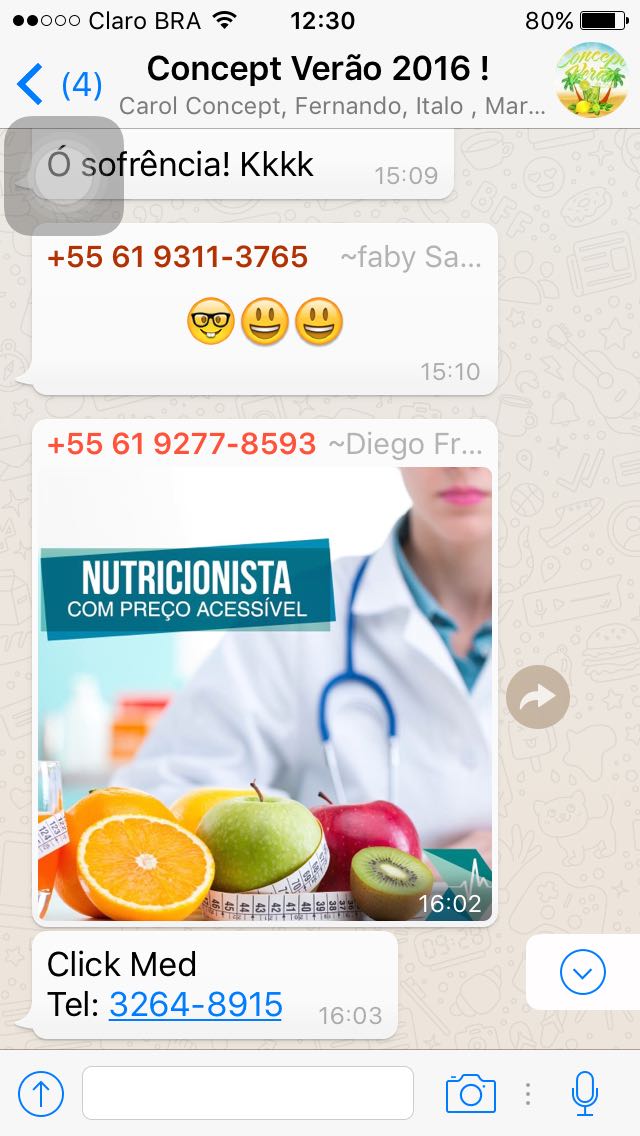 Claro BRA 12:30 80%
(4) Concept Verão 2016 !
Carol Concept, Fernando, Italo , Mar...
Concept
Verão
Ó sofrência! Kkkk 15:09
+55 61 9311-3765 ~faby Sa...
15:10
+55 61 9277-8593 ~Diego Fr...
NUTRICIONISTA
COM PREÇO ACESSÍVEL
16:02
Click Med
Tel: 3264-8915 16:03